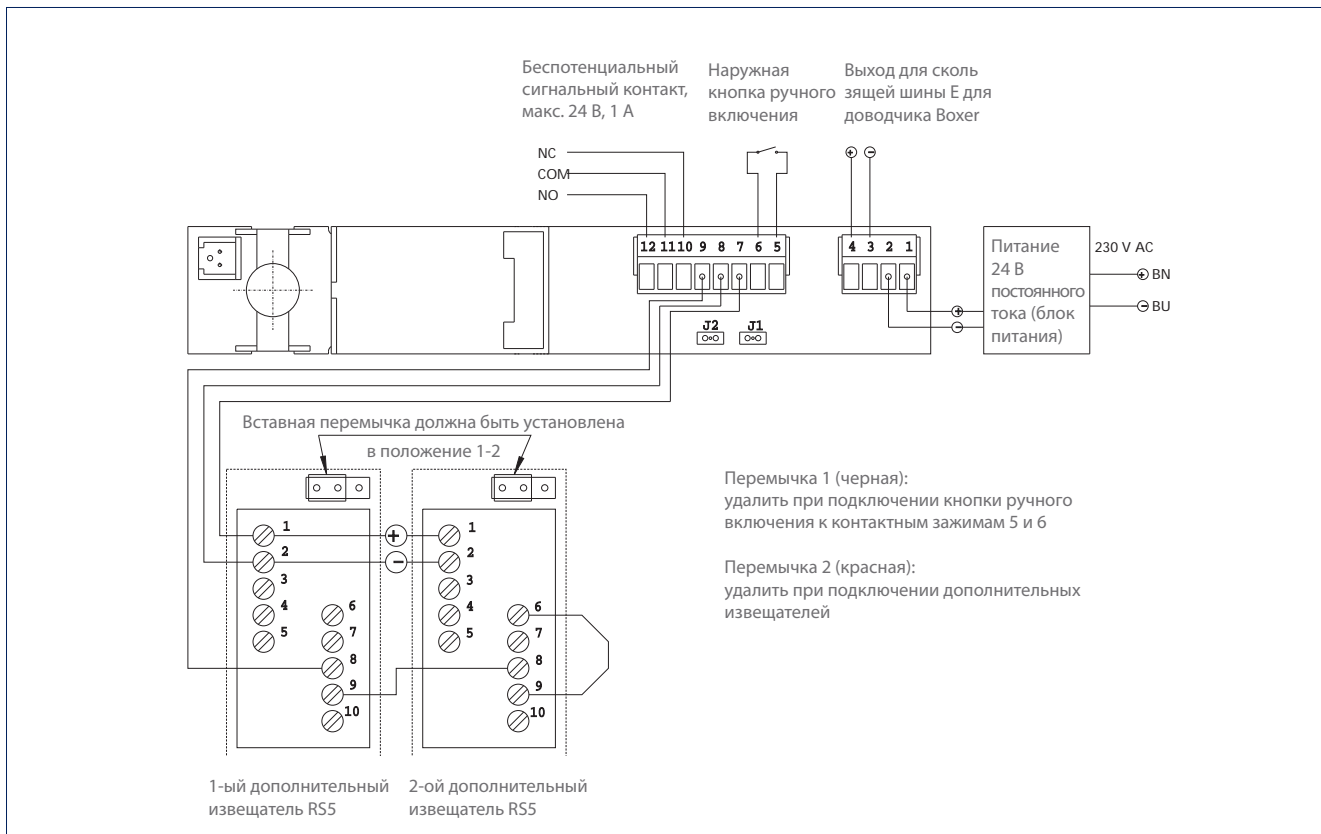 Беспотенциальный
сигнальный контакт,
макс. 24 В, 1 А
Наружная
кнопка ручного
включения
Выход для сколь
зящей шины Е для
доводчика Boxer
NC
COM
NO
12 11 10 9 8 7 6 5
4 3 2 1
Питание
24 В
постоянного
тока (блок
питания)
230 V AC
BN
BU
J2 J1
Вставная перемычка должна быть установлена
в положение 1-2
1
2
3
4
5
6
7
8
9
10
1
2
3
4
5
6
7
8
9
10
Перемычка 1 (черная):
удалить при подключении кнопки ручного
включения к контактным зажимам 5 и 6
Перемычка 2 (красная):
удалить при подключении дополнительных
извещателей
1-ый дополнительный
извещатель RS5
2-ой дополнительный
извещатель RS5